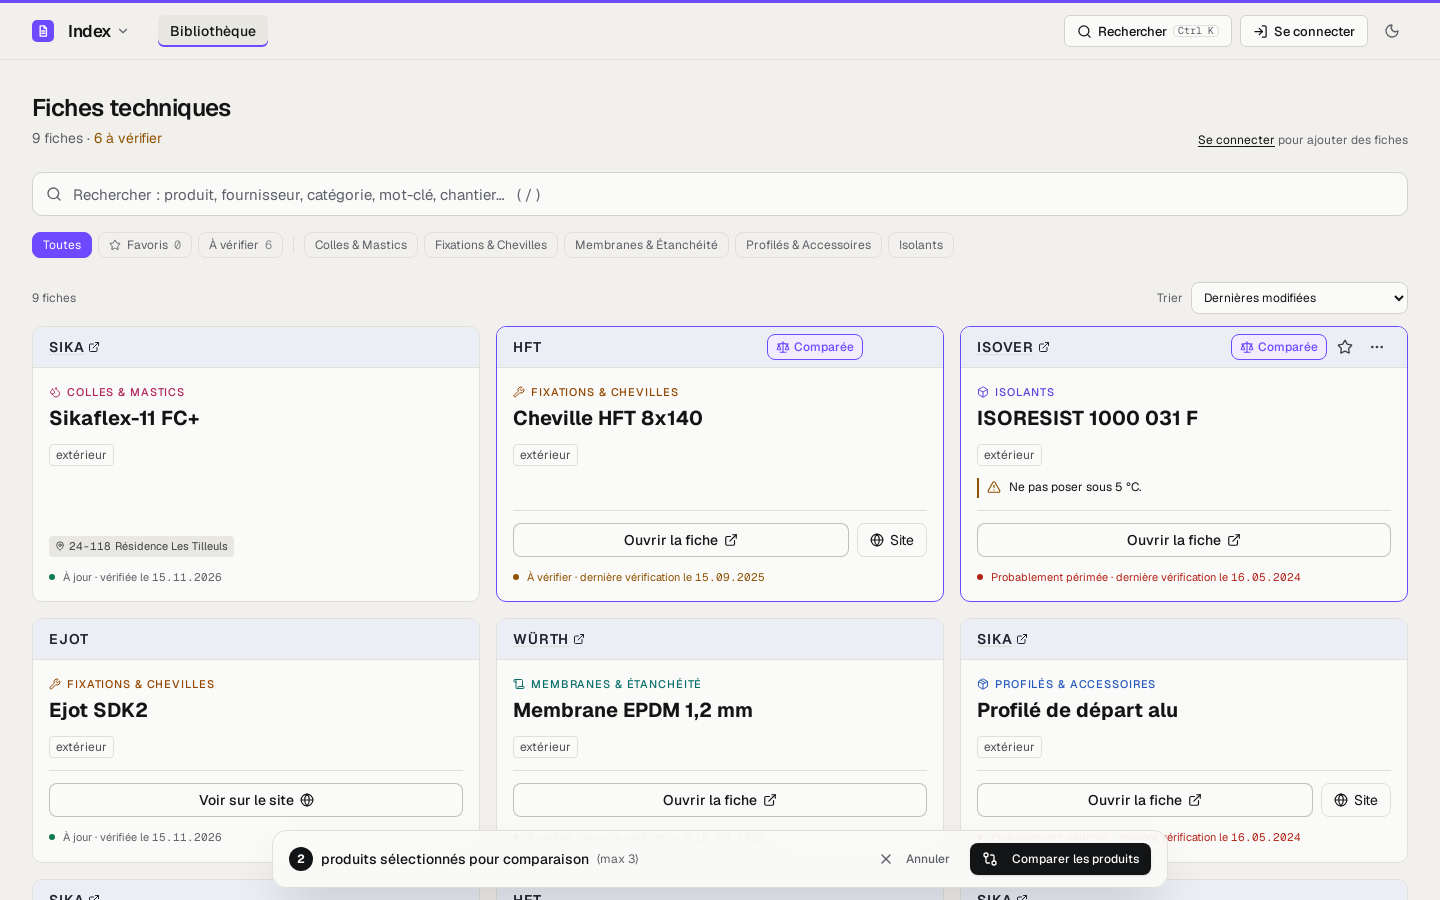 Index
Bibliothèque
Rechercher Ctrl K
Se connecter
Fiches techniques
9 fiches · 6 à vérifier
Se connecter pour ajouter des fiches
Rechercher : produit, fournisseur, catégorie, mot-clé, chantier… ( / )
Toutes
Favoris 0
À vérifier 6
Colles & Mastics
Fixations & Chevilles
Membranes & Étanchéité
Profilés & Accessoires
Isolants
9 fiches
Trier
Dernières modifiées
SIKA
COLLES & MASTICS
Sikaflex-11 FC+
extérieur
24-118 Résidence Les Tilleuls
À jour · vérifiée le 15.11.2026
HFT
Comparée
FIXATIONS & CHEVILLES
Cheville HFT 8x140
extérieur
Ouvrir la fiche
Site
À vérifier · dernière vérification le 15.09.2025
ISOVER
Comparée
ISOLANTS
ISORESIST 1000 031 F
extérieur
Ne pas poser sous 5 °C.
Ouvrir la fiche
Probablement périmée · dernière vérification le 16.05.2024
EJOT
FIXATIONS & CHEVILLES
Ejot SDK2
extérieur
Voir sur le site
À jour · vérifiée le 15.11.2026
WÜRTH
MEMBRANES & ÉTANCHÉITÉ
Membrane EPDM 1,2 mm
extérieur
Ouvrir la fiche
SIKA
PROFILÉS & ACCESSOIRES
Profilé de départ alu
extérieur
Ouvrir la fiche
Site
vérification le 16.05.2024
2 produits sélectionnés pour comparaison (max 3)
Annuler
Comparer les produits
SIKA
HFT
SIKA